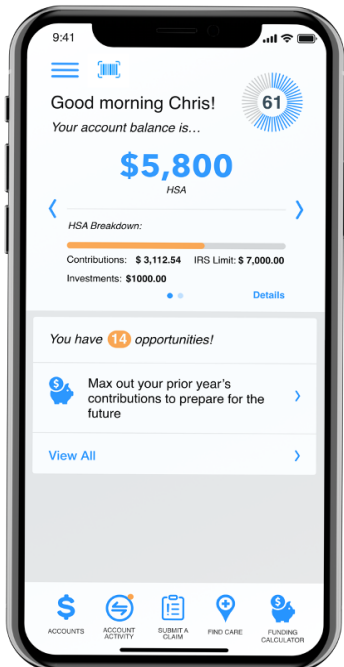 9:41
Good morning Chris!
61
Your account balance is...
$5,800
HSA
HSA Breakdown:
Contributions: $ 3,112.54 IRS Limit: $ 7,000.00
Investments: $1000.00
Details
You have 14 opportunities!
$
Max out your prior year's
contributions to prepare for the
future
View All
$
$
ACCOUNTS
ACCOUNT
ACTIVITY
SUBMIT A
CLAIM
FIND CARE
FUNDING
CALCULATOR